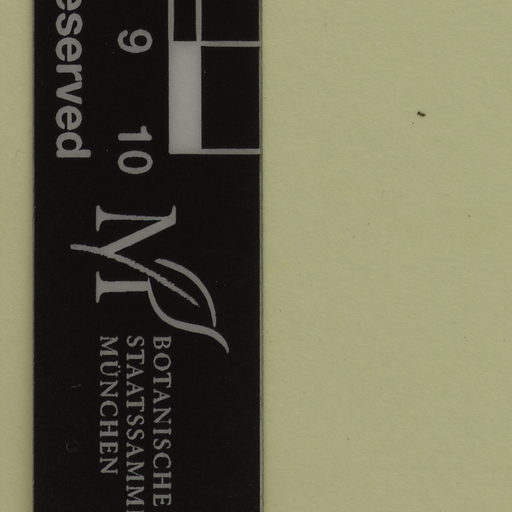 eserved
9
10
BOTANISCHE
STAATSSAMM
MÜNCHEN